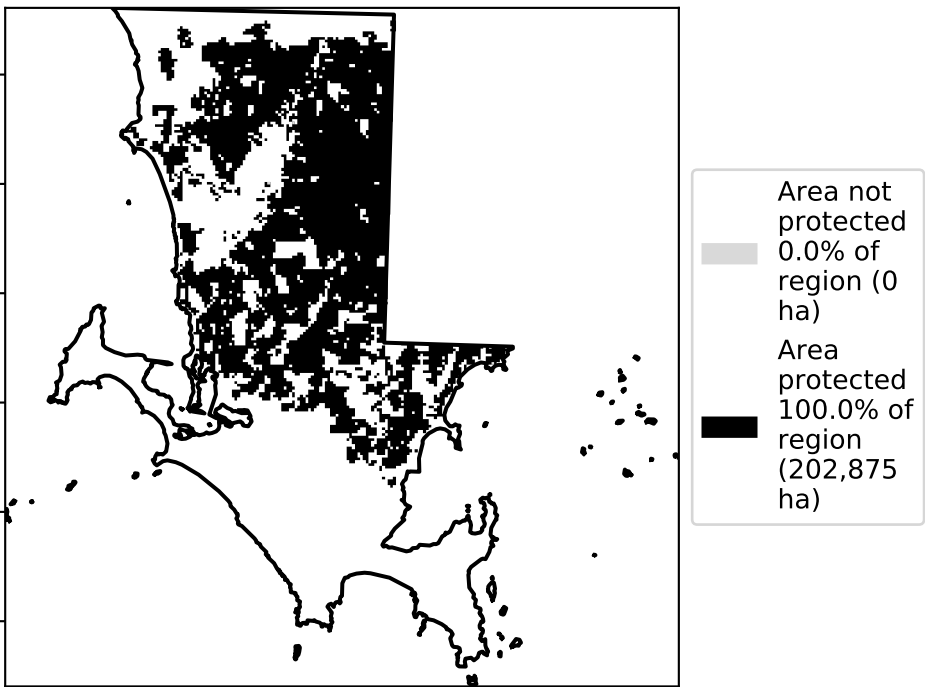 Area not
protected
0.0% of
region (0
ha)
Area
protected
100.0% of
region
(202,875
ha)